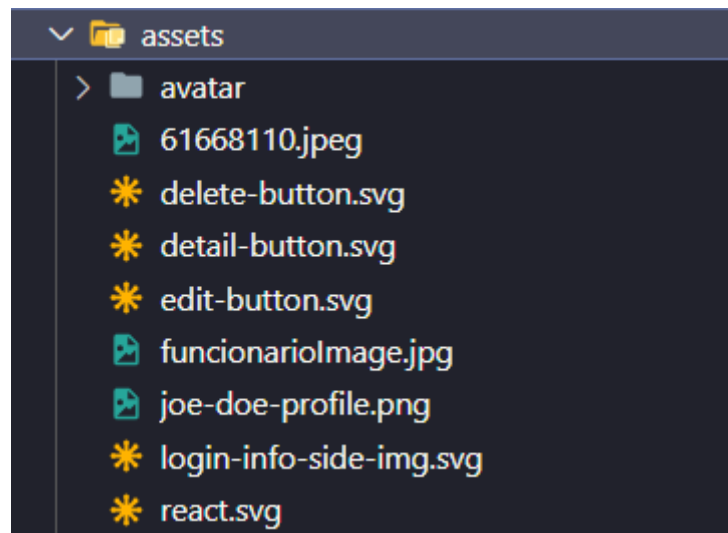 assets
avatar
61668110.jpeg
delete-button.svg
detail-button.svg
edit-button.svg
funcionarioImage.jpg
joe-doe-profile.png
login-info-side-img.svg
react.svg